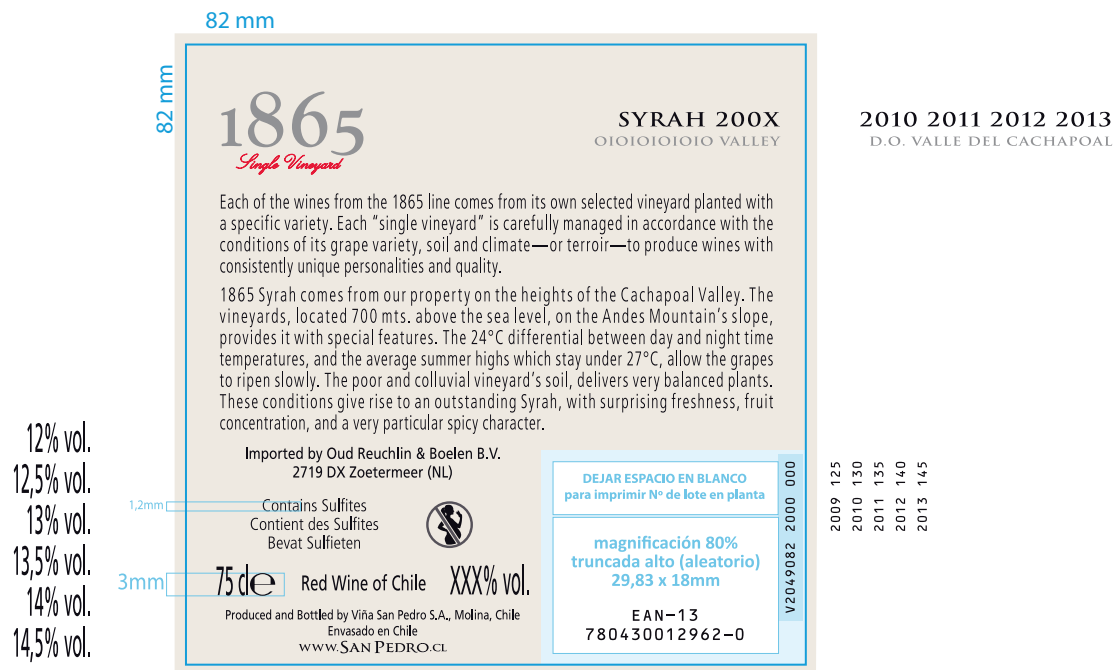 82 mm
82 mm
1865
Single Vineyard
SYRAH 200X
OIOIOIOIOIO VALLEY
2010 2011 2012 2013
D.O. VALLE DEL CACHAPOAL
Each of the wines from the 1865 line comes from its own selected vineyard planted with
a specific variety. Each “single vineyard” is carefully managed in accordance with the
conditions of its grape variety, soil and climate—or terroir—to produce wines with
consistently unique personalities and quality.
1865 Syrah comes from our property on the heights of the Cachapoal Valley. The
vineyards, located 700 mts. above the sea level, on the Andes Mountain’s slope,
provides it with special features. The 24°C differential between day and night time
temperatures, and the average summer highs which stay under 27°C, allow the grapes
to ripen slowly. The poor and colluvial vineyard’s soil, delivers very balanced plants.
These conditions give rise to an outstanding Syrah, with surprising freshness, fruit
concentration, and a very particular spicy character.
12% vol.
12,5% vol.
13% vol.
13,5% vol.
14% vol.
14,5% vol.
Imported by Oud Reuchlin & Boelen B.V.
2719 DX Zoetermeer (NL)
1,2mm
Contains Sulfites
Contient des Sulfites
Bevat Sulfieten
3mm
75 cl e Red Wine of Chile XXX% vol.
Produced and Bottled by Viña San Pedro S.A., Molina, Chile
Envasado en Chile
WWW.SAN PEDRO.CL
DEJAR ESPACIO EN BLANCO
para imprimir Nº de lote en planta
magnificación 80%
truncada alto (aleatorio)
29,83 x 18mm
EAN-13
780430012962-0
V2049082 2000 000
2009 125
2010 130
2011 135
2012 140
2013 145